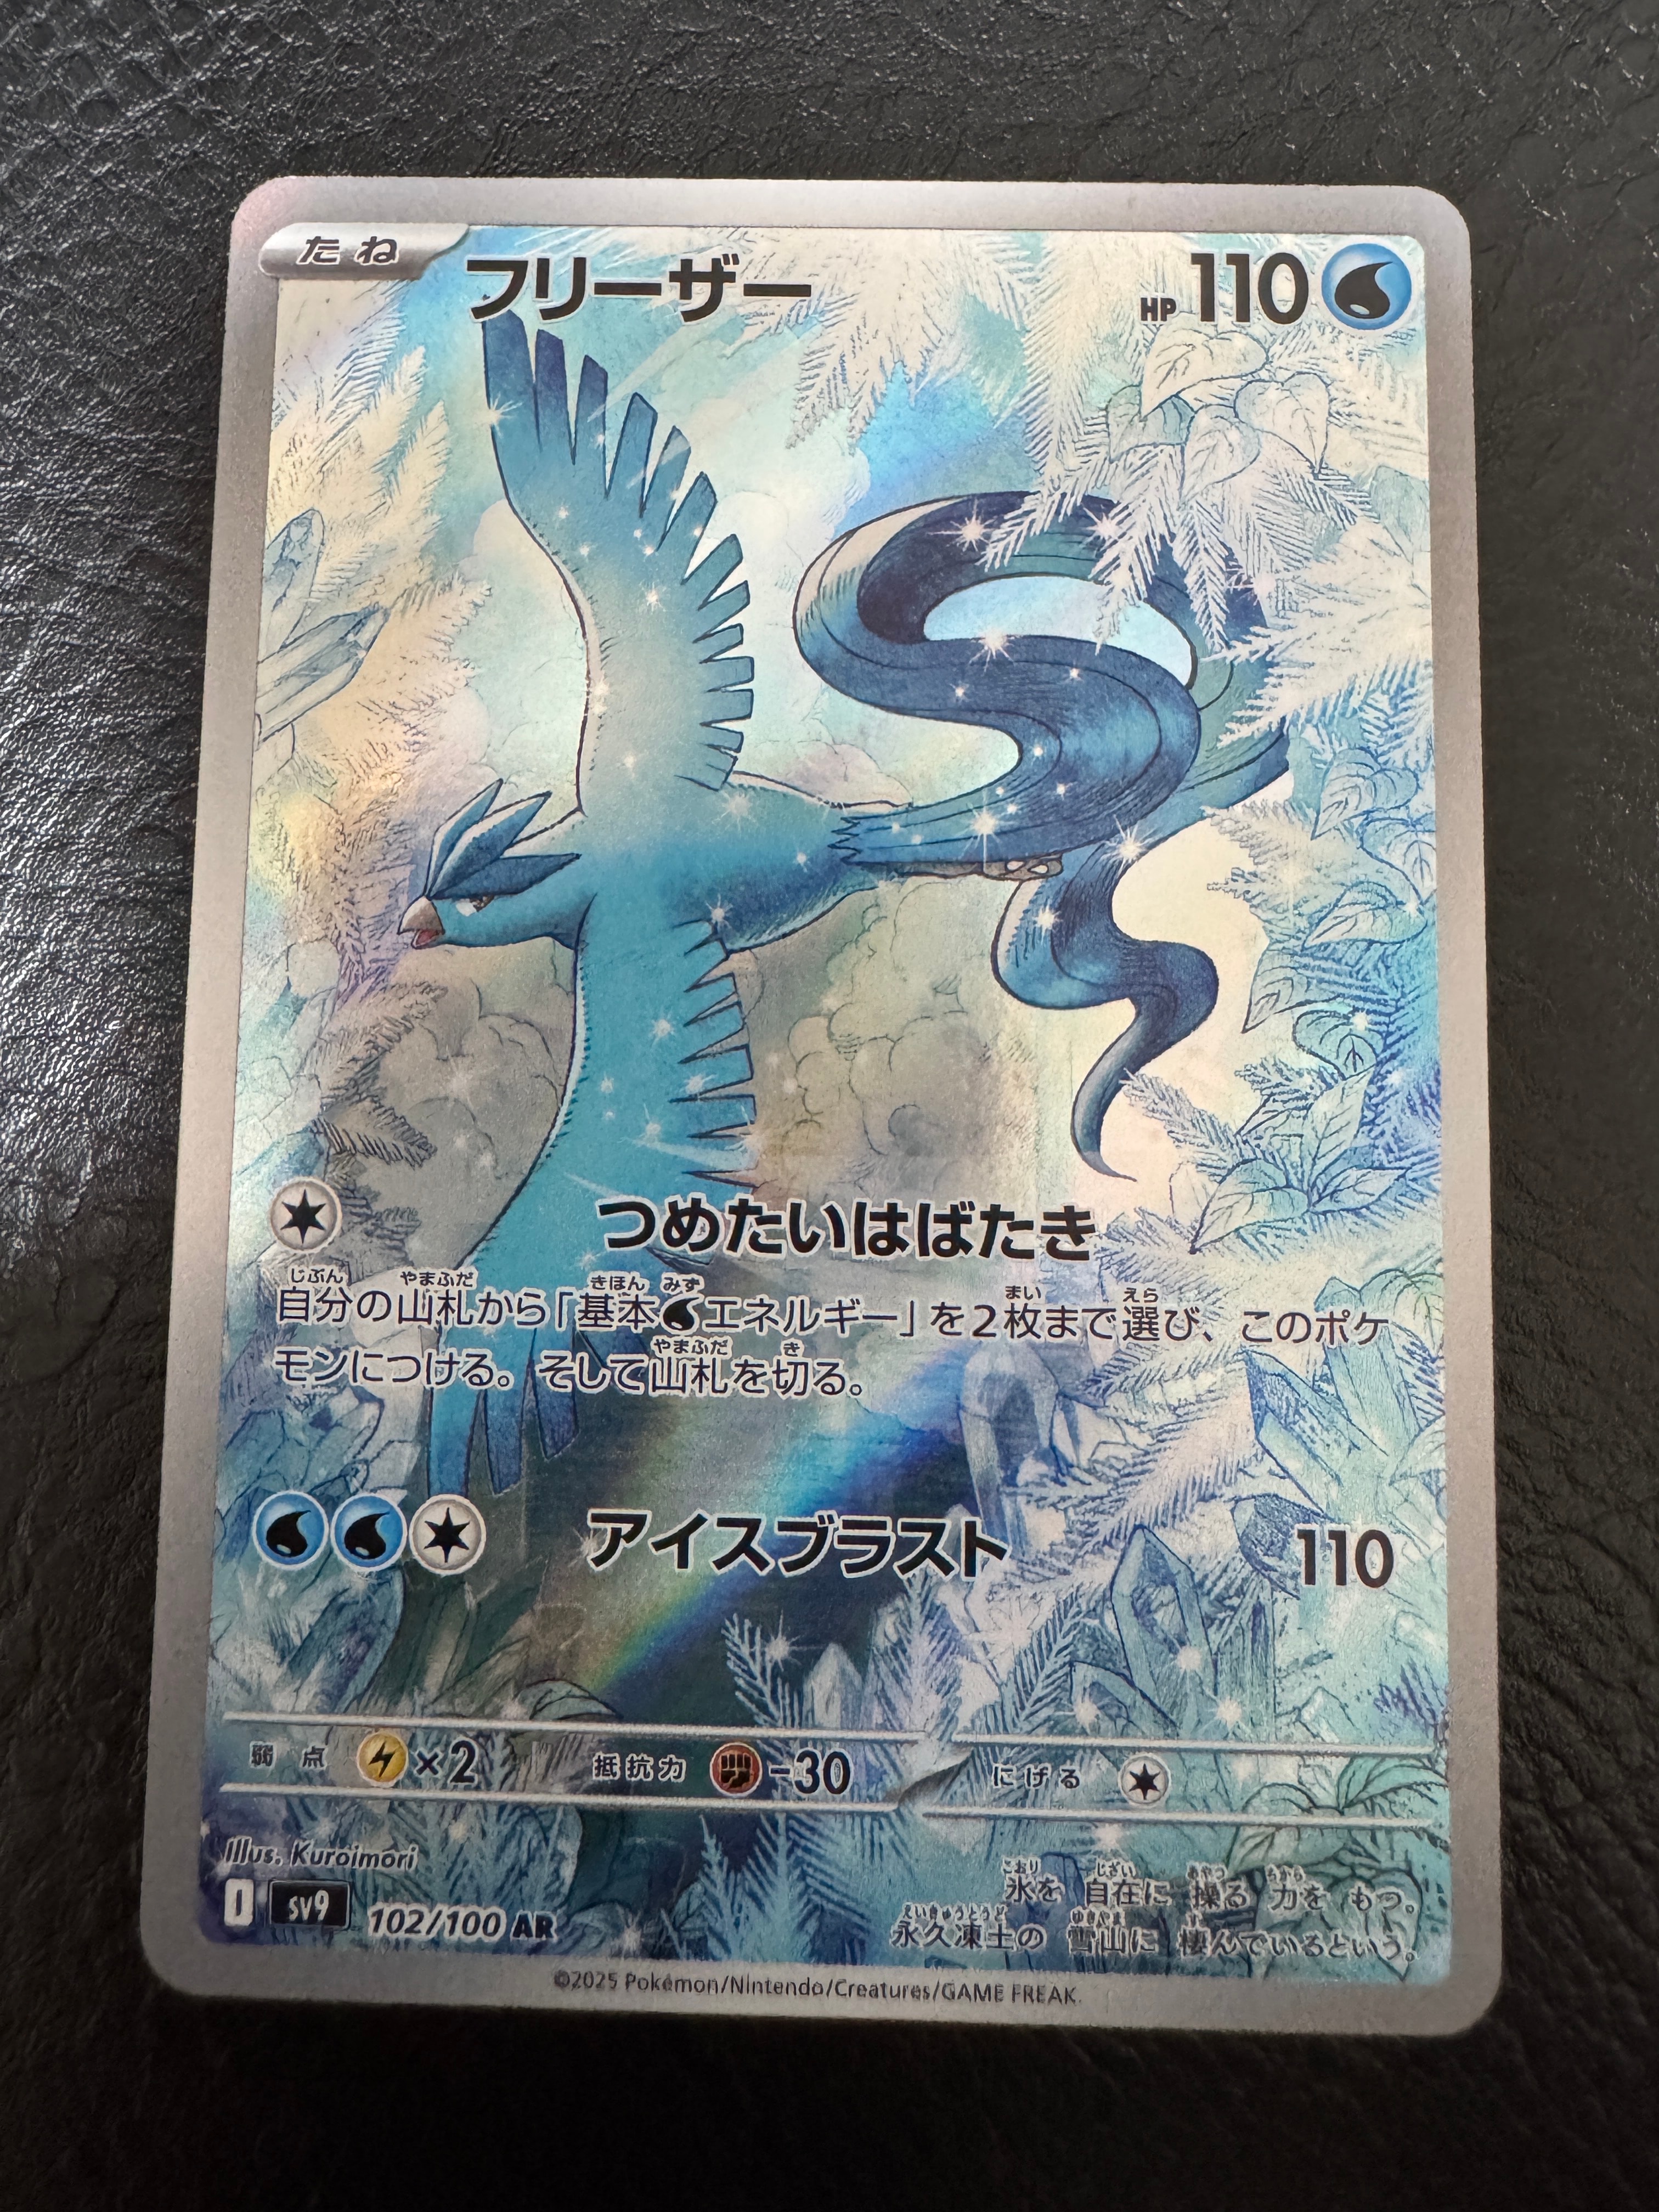 たね
フリーザー
HP 110
つめたいはばたき
自分の山札から「基本エネルギー」を2枚まで選び、このポケ
モンにつける。そして山札を切る。
アイスブラスト 110
弱点 ×2 抵抗力 -30 にげる
Illus. Kuroimori
I SV9 102/100 AR
氷を 自在に 操る 力を もつ。
永久凍土の 雪山に 棲んでいるという。
©2025 Pokémon/Nintendo/Creatures/GAME FREAK.